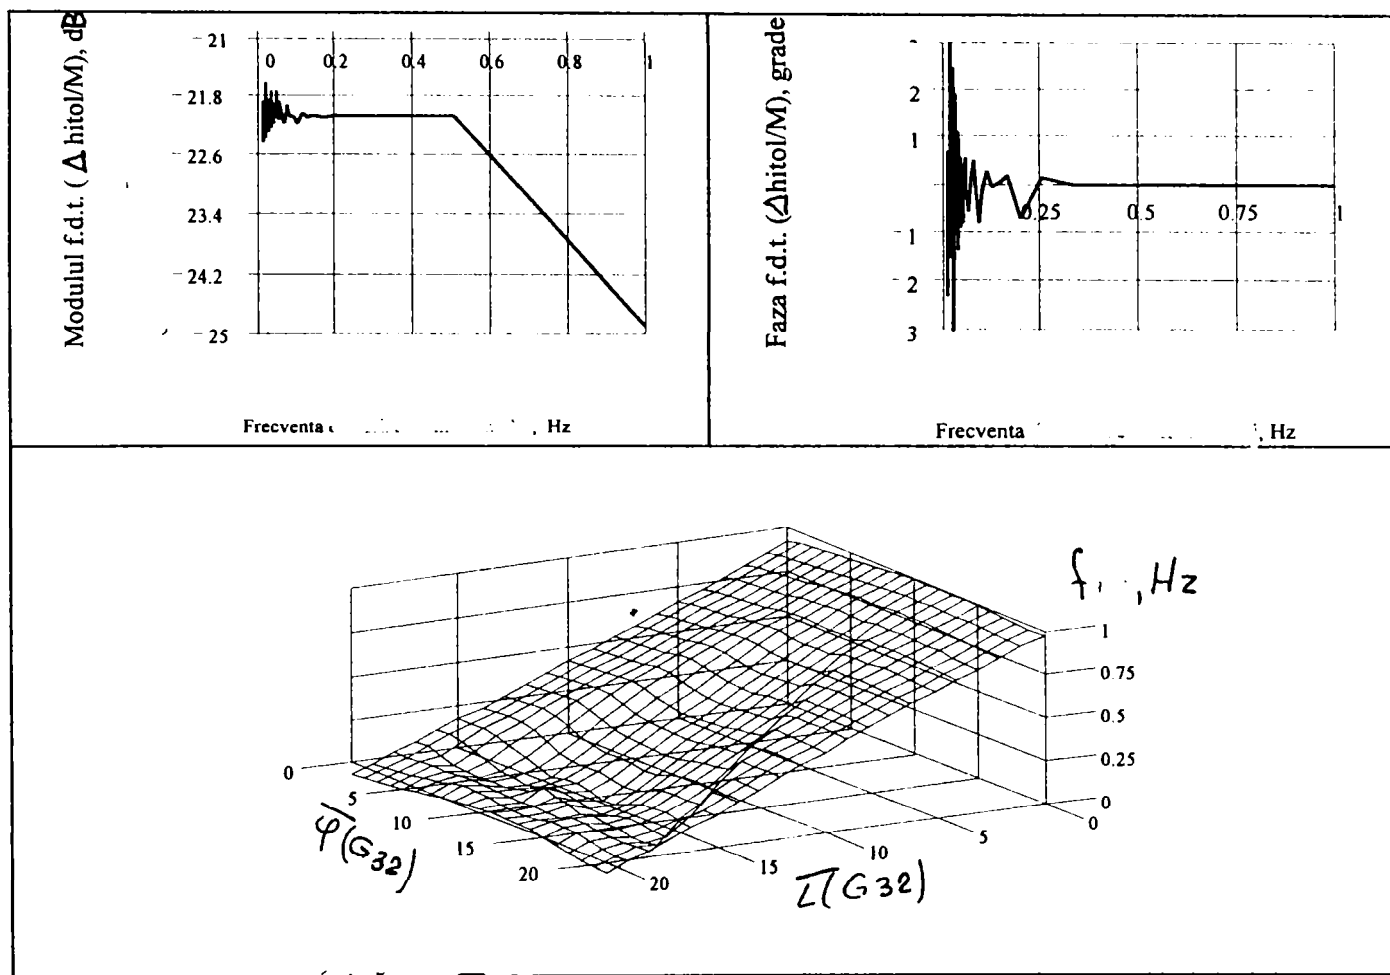 Modulul f.d.t. ( Δ hitol/M), dB
21
0 0.2 0.4 0.6 0.8 1
21.8
22.6
23.4
24.2
25
Frecventa , Hz
Faza f.d.t. (Δhitol/M), grade
2
1
0.25 0.5 0.75 1
1
2
3
Frecventa , Hz
f , Hz
1
0.75
0.5
0.25
0
0
5
10
15
20
φ(G32)
0
5
10
15
20
L(G32)